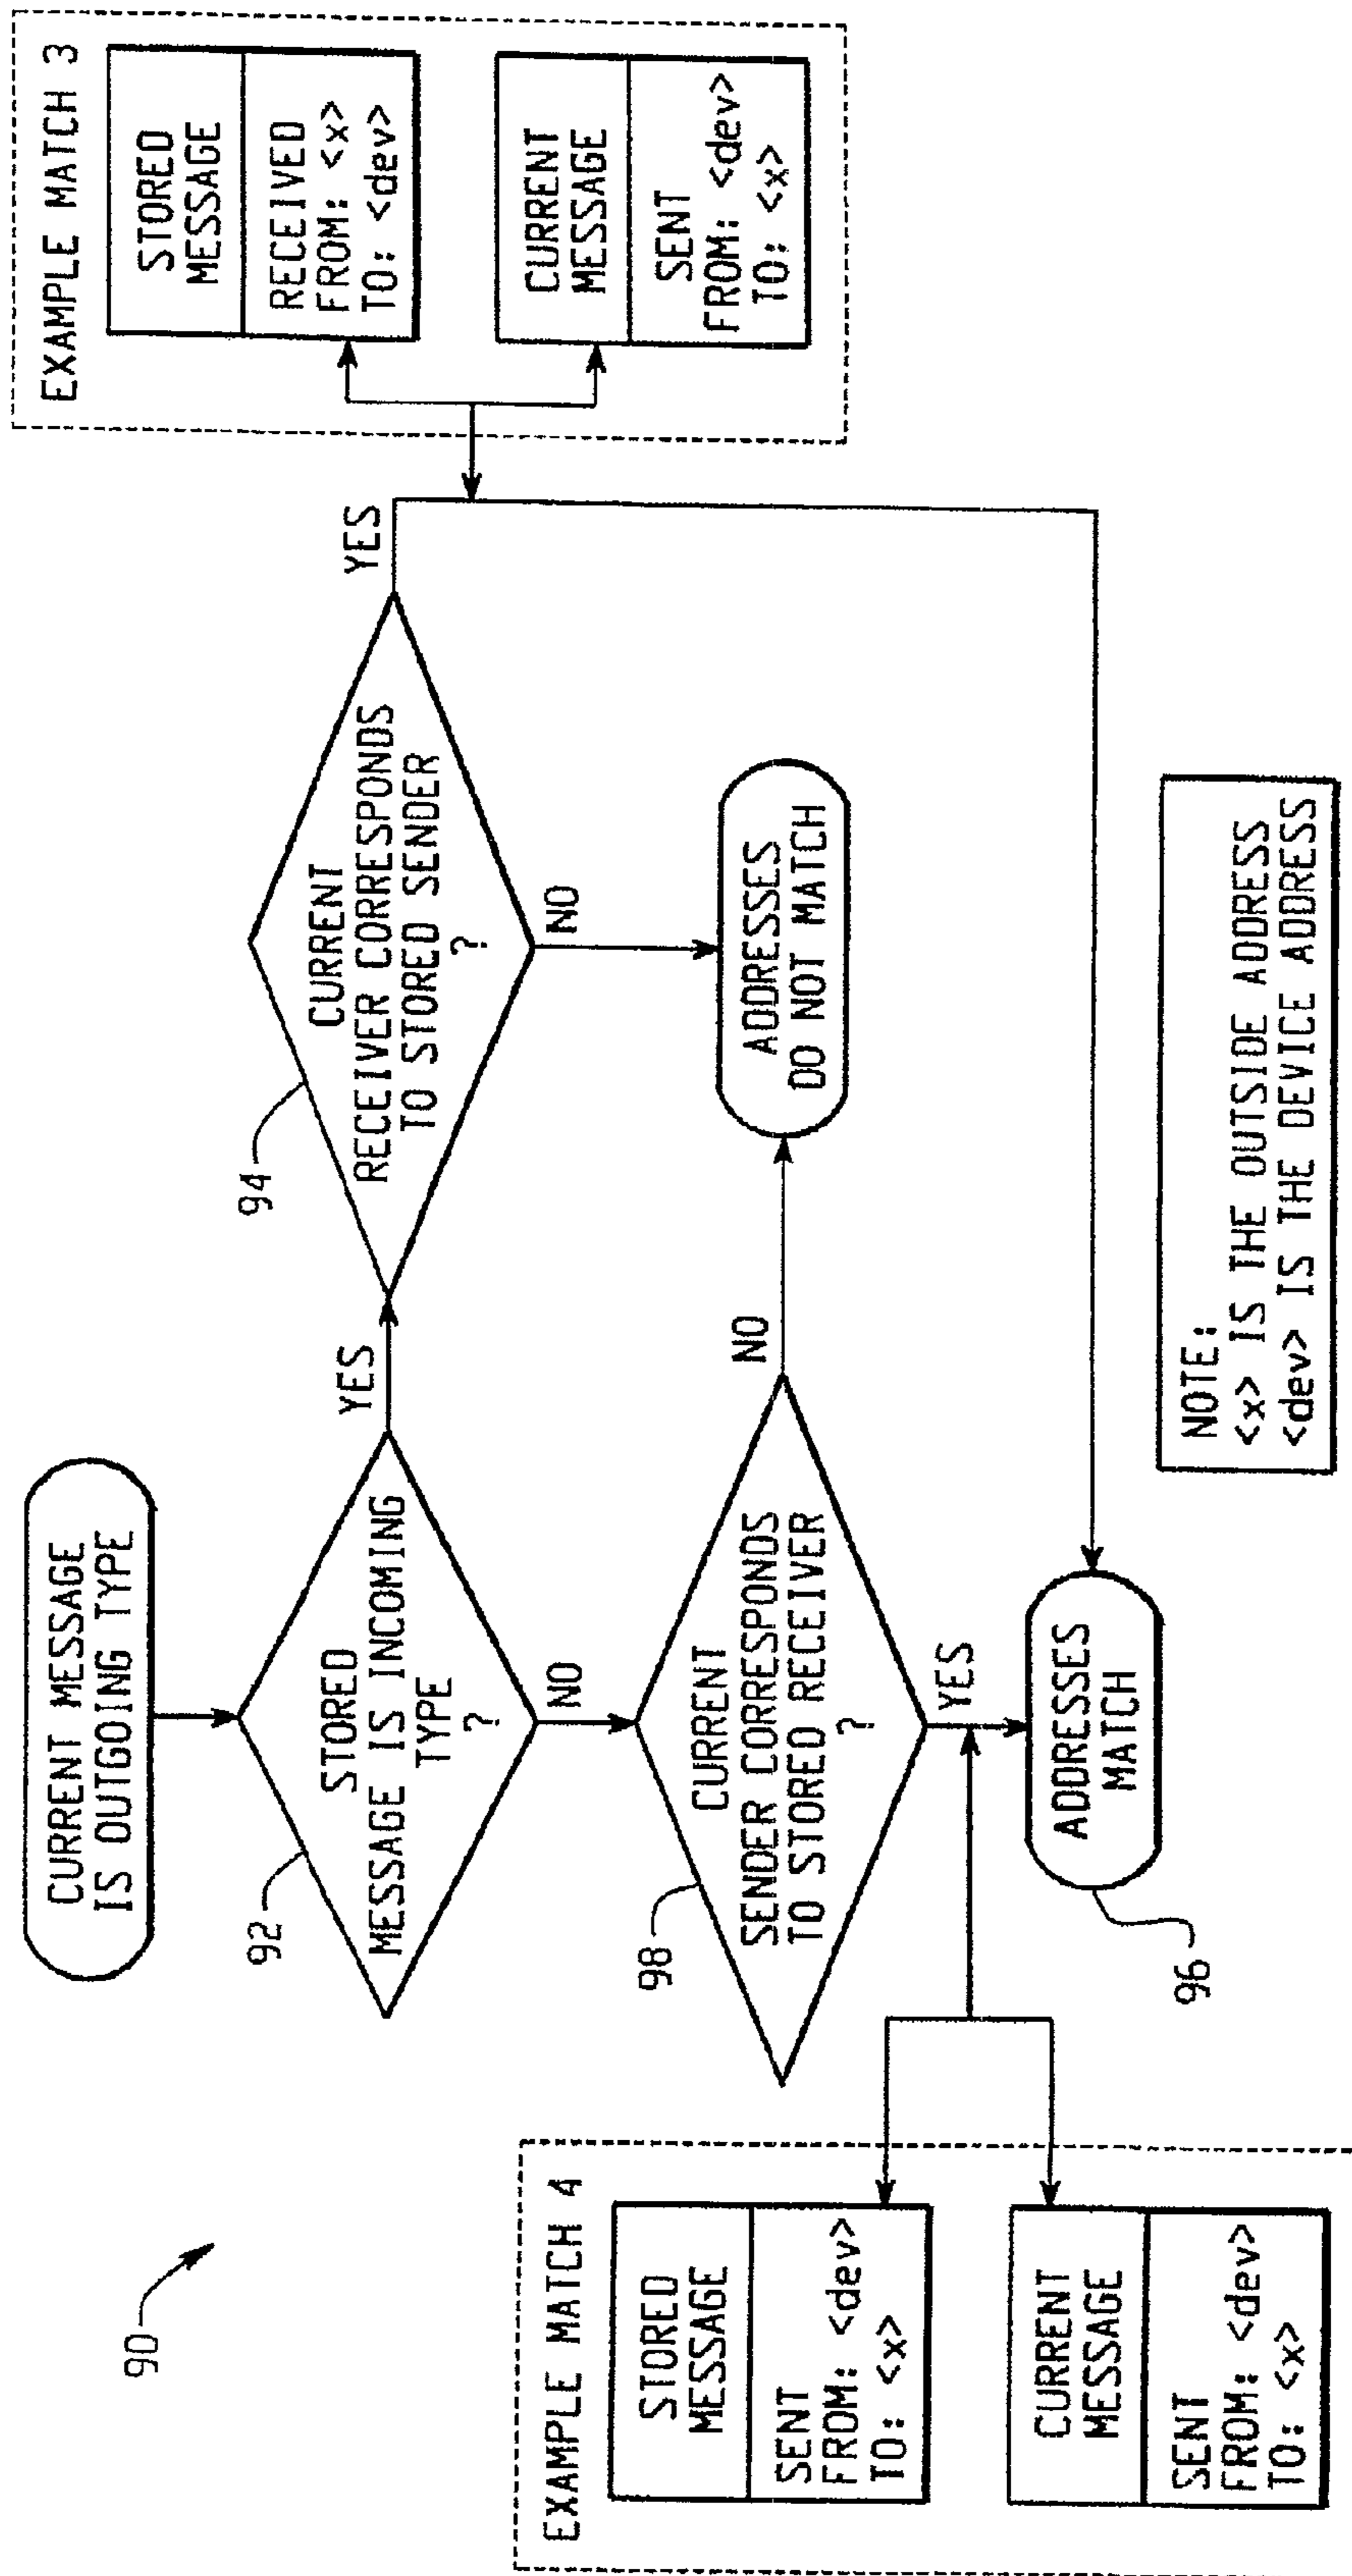 90
CURRENT MESSAGE
IS OUTGOING TYPE
92
STORED
MESSAGE IS INCOMING
TYPE
?
YES
NO
94
CURRENT
RECEIVER CORRESPONDS
TO STORED SENDER
?
YES
NO
EXAMPLE MATCH 3
STORED
MESSAGE
RECEIVED
FROM: <x>
TO: <dev>
CURRENT
MESSAGE
SENT
FROM: <dev>
TO: <x>
98
CURRENT
SENDER CORRESPONDS
TO STORED RECEIVER
?
NO
YES
ADDRESSES
DO NOT MATCH
EXAMPLE MATCH 4
STORED
MESSAGE
SENT
FROM: <dev>
TO: <x>
CURRENT
MESSAGE
SENT
FROM: <dev>
TO: <x>
96
ADDRESSES
MATCH
NOTE:
<x> IS THE OUTSIDE ADDRESS
<dev> IS THE DEVICE ADDRESS